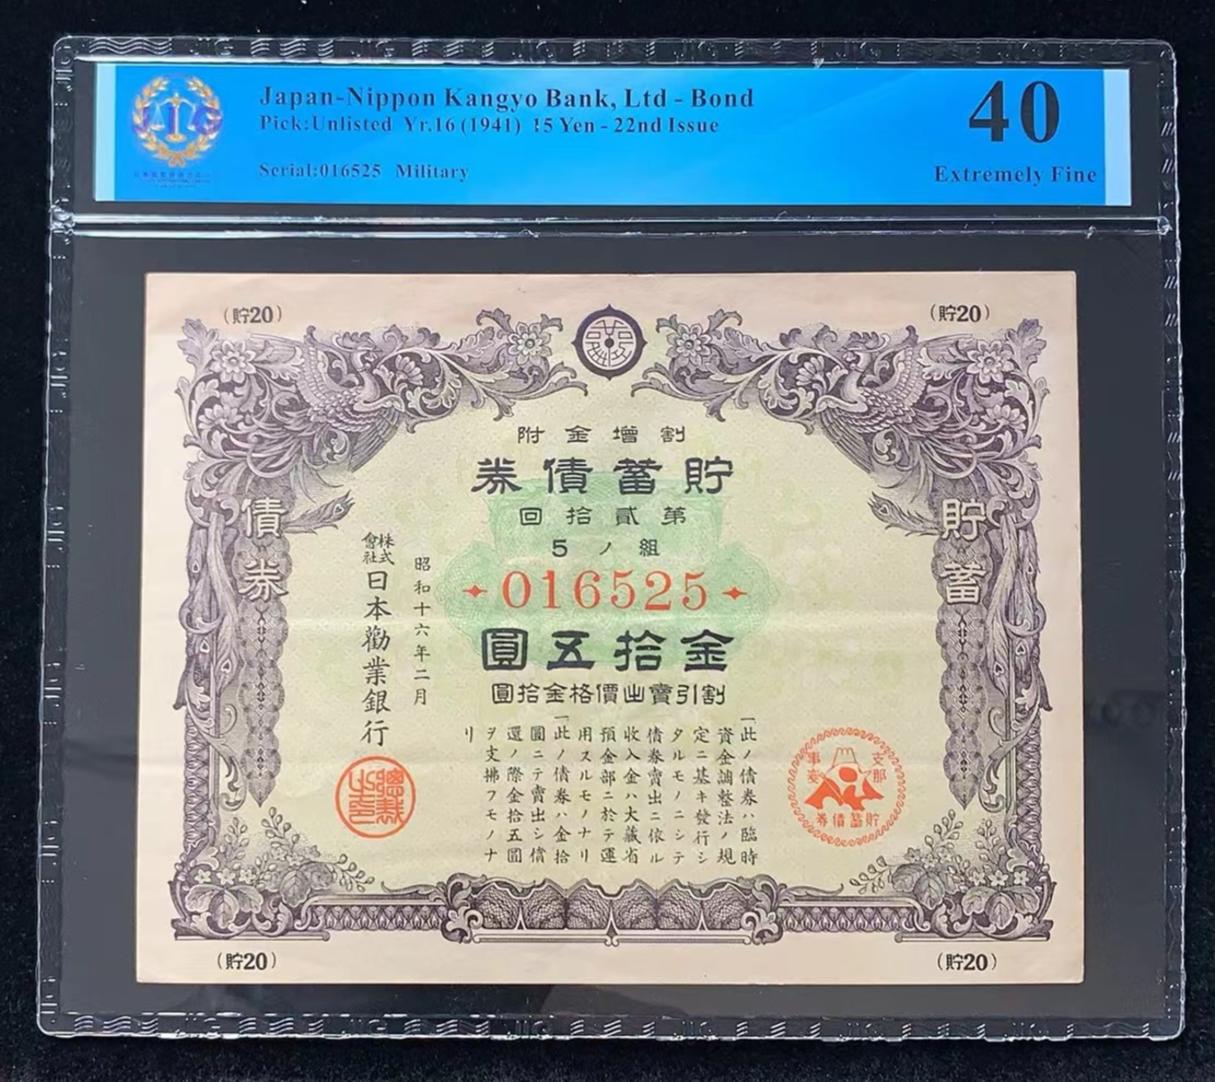 Japan-Nippon Kangyo Bank, Ltd - Bond
Pick:Unlisted Yr.16 (1941) 15 Yen - 22nd Issue
Serial:016525 Military
40
Extremely Fine
(貯20)
(貯20)
割增金附
貯蓄債券
第貳拾回
組ノ5
016525
金拾五圓
割引賣出價格金拾圓
貯蓄
債券
昭和十六年二月
株式會社
日本勸業銀行
一此ノ債券ハ臨時
資金調整法ノ規
定ニ基キ發行シ
タルモノニシテ
債券賣出ニ依ル
收入金ハ大藏省
預金部ニ於テ運
用スルモノナリ
一此ノ債券ハ金拾
圓ニテ賣出シ償
還ノ際金拾五圓
ヲ支拂フモノナ
リ
支那
事變
貯蓄債券
總裁之印
(貯20)
(貯20)